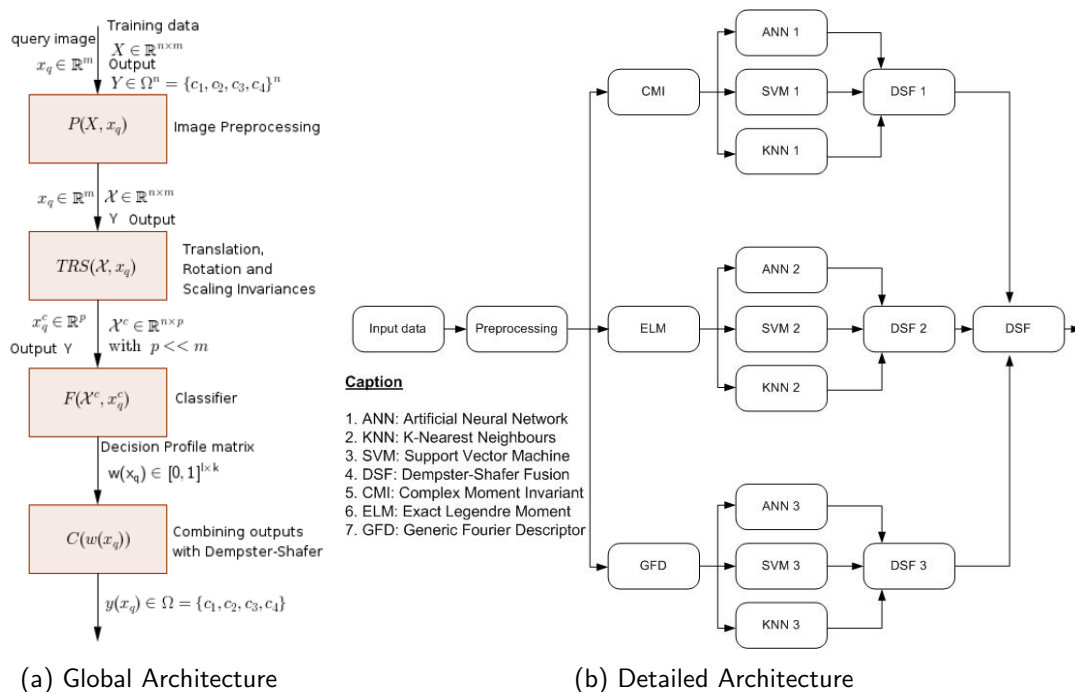 Training data
query image
X ∈ ℝ^{n×m}
x_q ∈ ℝ^m
Output
Y ∈ Ω^n = {c_1, c_2, c_3, c_4}^n
P(X, x_q)
Image Preprocessing
x_q ∈ ℝ^m 𝒳 ∈ ℝ^{n×m}
Y Output
TRS(𝒳, x_q)
Translation,
Rotation and
Scaling Invariances
x_q^c ∈ ℝ^p 𝒳^c ∈ ℝ^{n×p}
Output Y with p << m
F(𝒳^c, x_q^c)
Classifier
Decision Profile matrix
w(x_q) ∈ [0, 1]^{l×k}
C(w(x_q))
Combining outputs
with Dempster-Shafer
y(x_q) ∈ Ω = {c_1, c_2, c_3, c_4}
(a) Global Architecture
Input data
Preprocessing
CMI
ANN 1
SVM 1
KNN 1
DSF 1
ELM
ANN 2
SVM 2
KNN 2
DSF 2
DSF
GFD
ANN 3
SVM 3
KNN 3
DSF 3
Caption
1. ANN: Artificial Neural Network
2. KNN: K-Nearest Neighbours
3. SVM: Support Vector Machine
4. DSF: Dempster-Shafer Fusion
5. CMI: Complex Moment Invariant
6. ELM: Exact Legendre Moment
7. GFD: Generic Fourier Descriptor
(b) Detailed Architecture